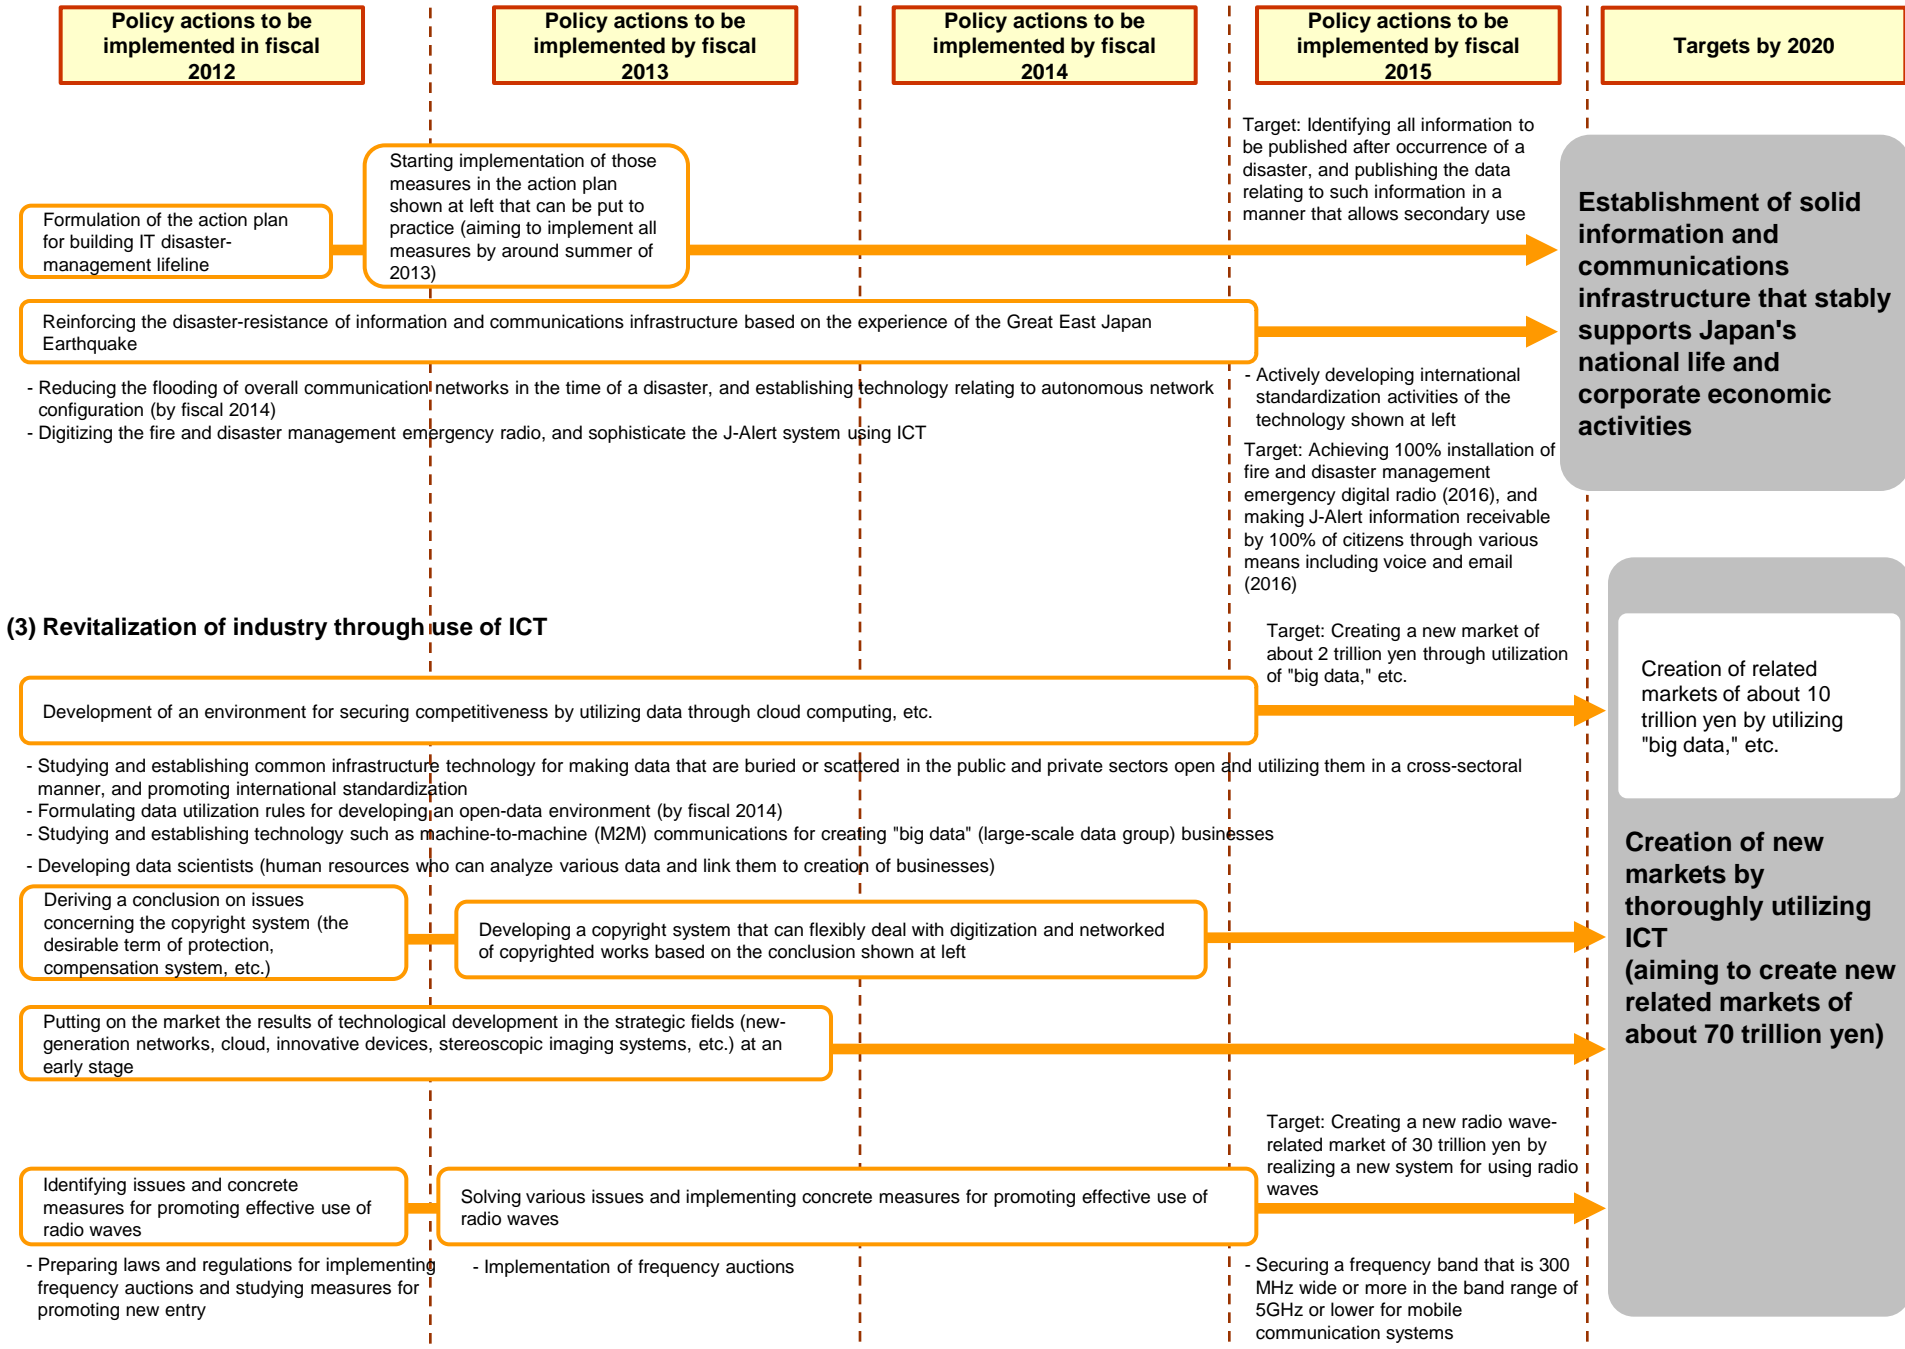 Policy actions to be
implemented in fiscal
2012
Policy actions to be
implemented by fiscal
2013
Policy actions to be
implemented by fiscal
2014
Policy actions to be
implemented by fiscal
2015
Targets by 2020
Formulation of the action plan
for building IT disaster-
management lifeline
Starting implementation of those
measures in the action plan
shown at left that can be put to
practice (aiming to implement all
measures by around summer of
2013)
Target: Identifying all information to
be published after occurrence of a
disaster, and publishing the data
relating to such information in a
manner that allows secondary use
Establishment of solid
information and
communications
infrastructure that stably
supports Japan's
national life and
corporate economic
activities
Reinforcing the disaster-resistance of information and communications infrastructure based on the experience of the Great East Japan
Earthquake
- Reducing the flooding of overall communication networks in the time of a disaster, and establishing technology relating to autonomous network
configuration (by fiscal 2014)
- Digitizing the fire and disaster management emergency radio, and sophisticate the J-Alert system using ICT
- Actively developing international
standardization activities of the
technology shown at left
Target: Achieving 100% installation of
fire and disaster management
emergency digital radio (2016), and
making J-Alert information receivable
by 100% of citizens through various
means including voice and email
(2016)
(3) Revitalization of industry through use of ICT
Target: Creating a new market of
about 2 trillion yen through utilization
of "big data," etc.
Development of an environment for securing competitiveness by utilizing data through cloud computing, etc.
Creation of related
markets of about 10
trillion yen by utilizing
"big data," etc.
- Studying and establishing common infrastructure technology for making data that are buried or scattered in the public and private sectors open and utilizing them in a cross-sectoral
manner, and promoting international standardization
- Formulating data utilization rules for developing an open-data environment (by fiscal 2014)
- Studying and establishing technology such as machine-to-machine (M2M) communications for creating "big data" (large-scale data group) businesses
- Developing data scientists (human resources who can analyze various data and link them to creation of businesses)
Creation of new
markets by
thoroughly utilizing
ICT
(aiming to create new
related markets of
about 70 trillion yen)
Deriving a conclusion on issues
concerning the copyright system (the
desirable term of protection,
compensation system, etc.)
Developing a copyright system that can flexibly deal with digitization and networked
of copyrighted works based on the conclusion shown at left
Putting on the market the results of technological development in the strategic fields (new-
generation networks, cloud, innovative devices, stereoscopic imaging systems, etc.) at an
early stage
Target: Creating a new radio wave-
related market of 30 trillion yen by
realizing a new system for using radio
waves
Identifying issues and concrete
measures for promoting effective use of
radio waves
Solving various issues and implementing concrete measures for promoting effective use of
radio waves
- Preparing laws and regulations for implementing
frequency auctions and studying measures for
promoting new entry
- Implementation of frequency auctions
- Securing a frequency band that is 300
MHz wide or more in the band range of
5GHz or lower for mobile
communication systems